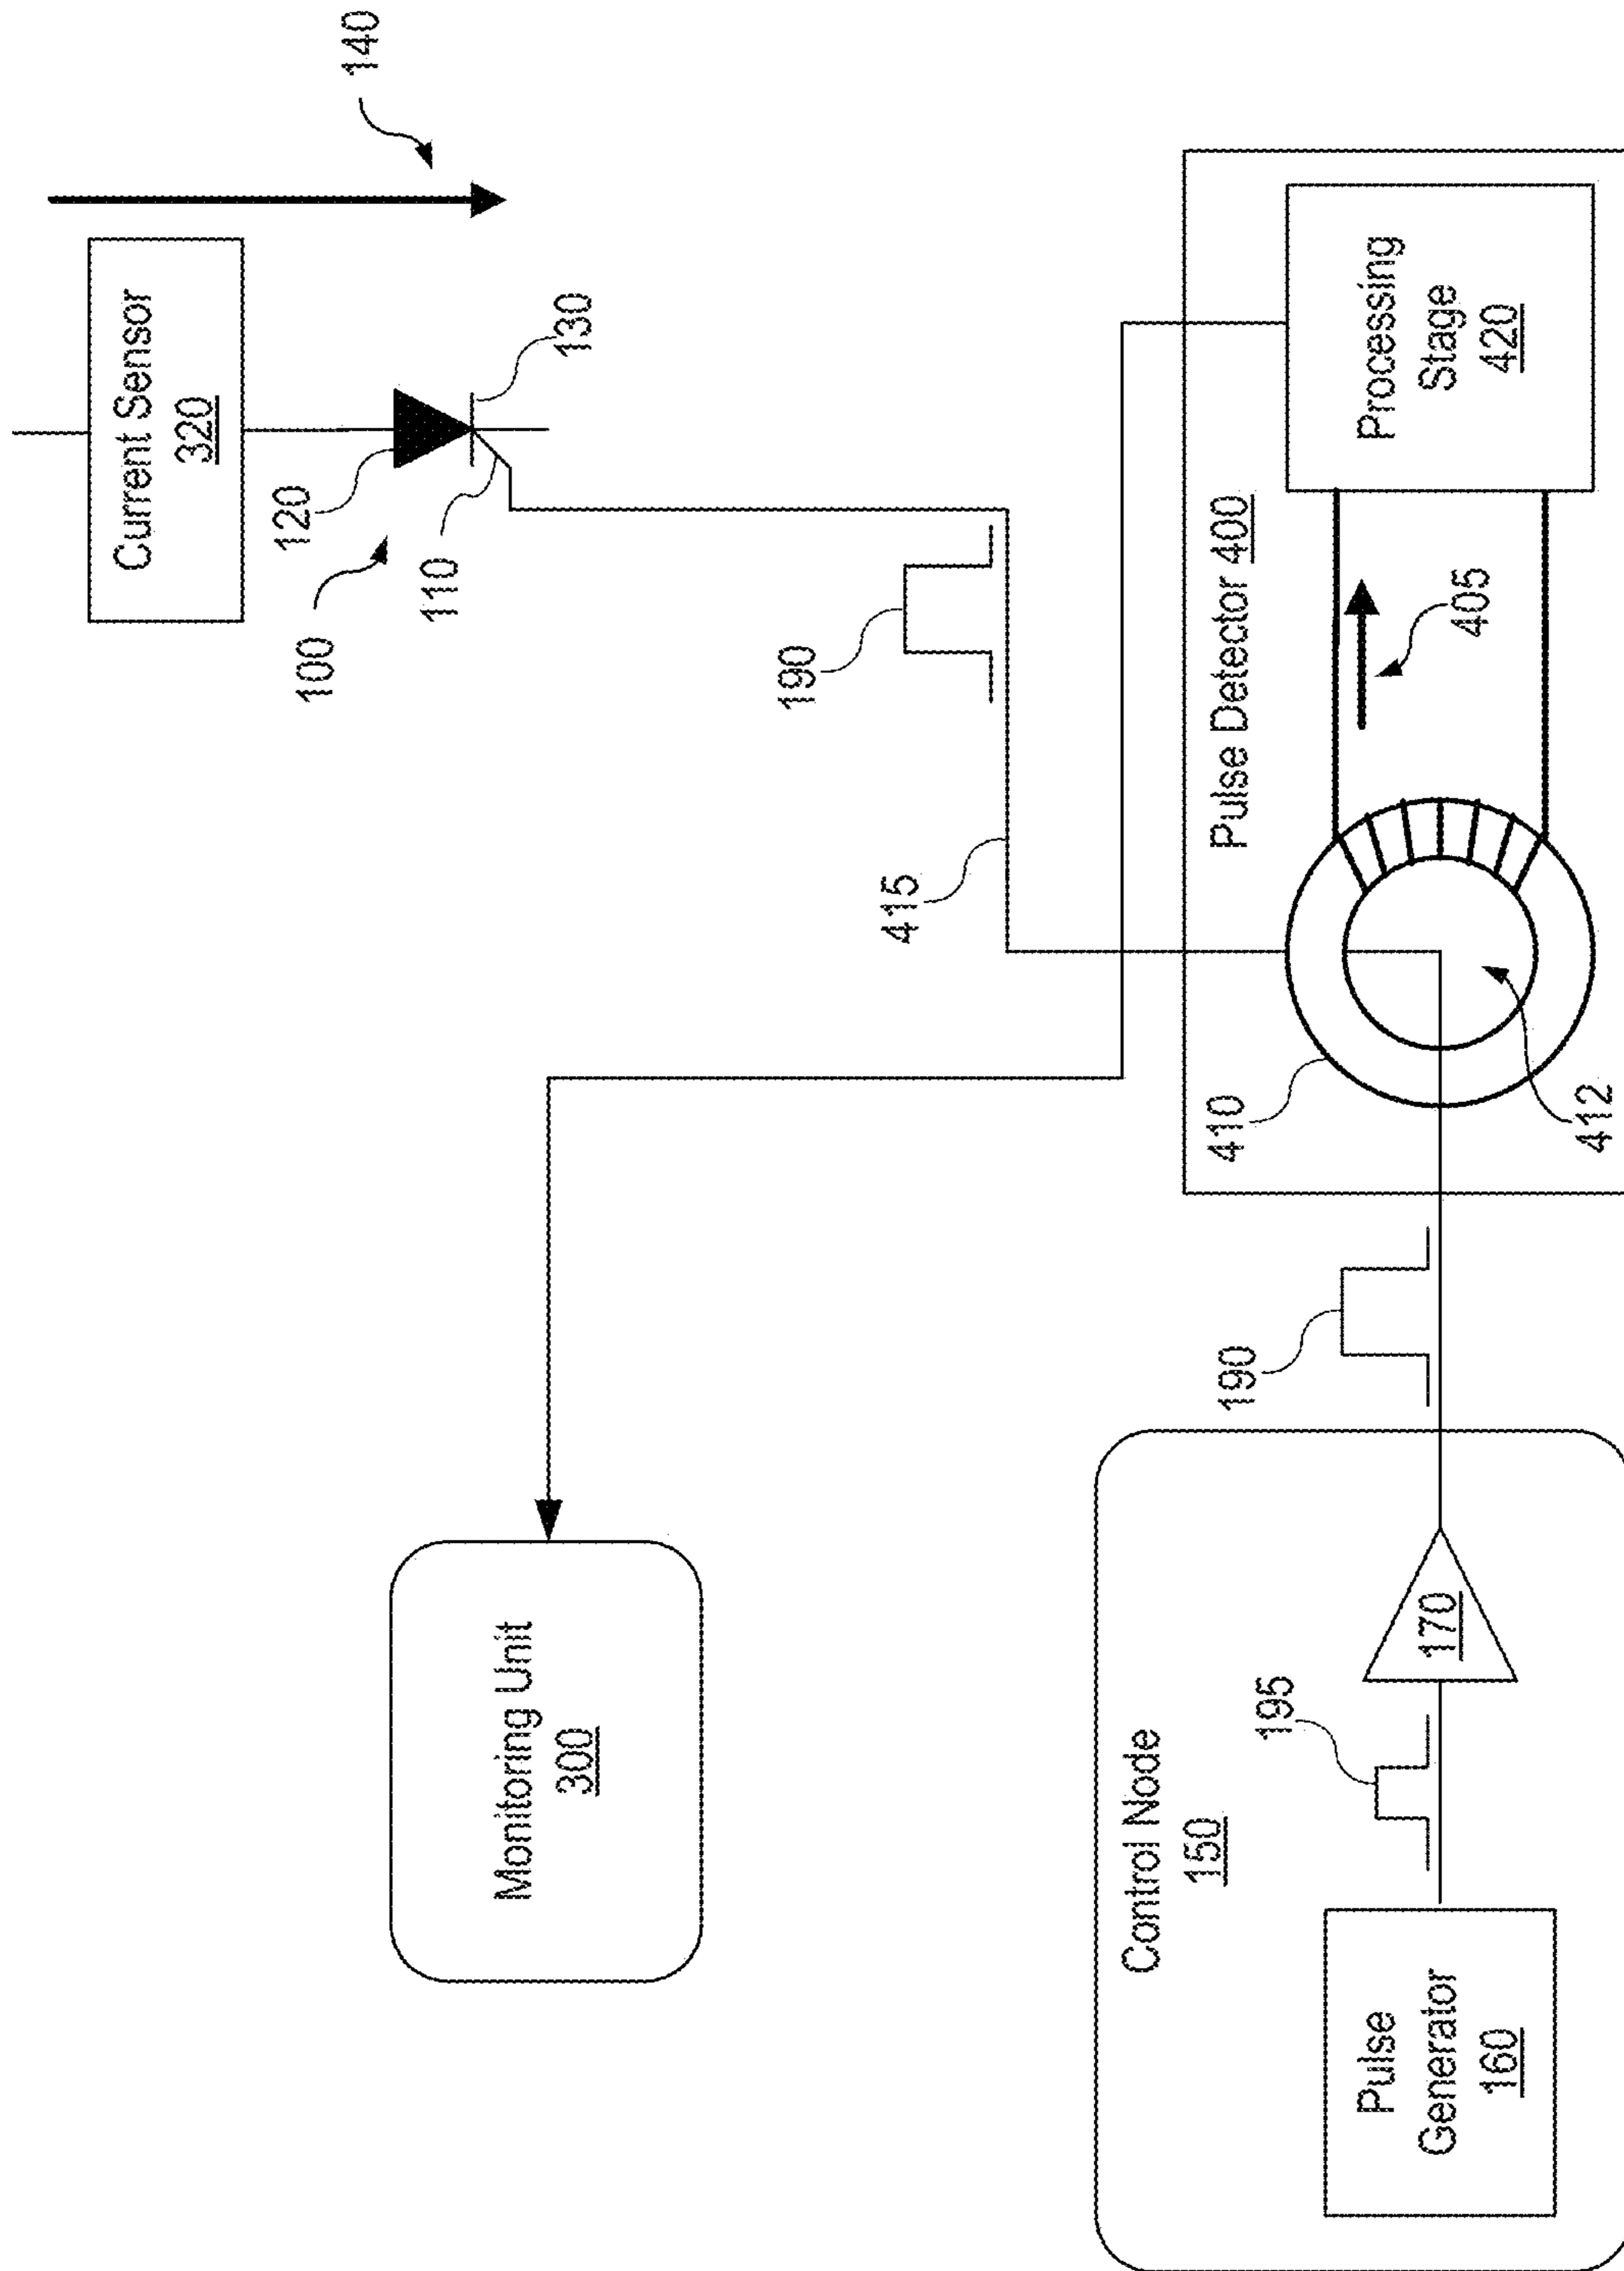 140
Current Sensor
320
120
130
100
110
190
415
Monitoring Unit
300
Pulse Detector 400
Processing
Stage
420
405
410
412
190
Control Node
150
195
170
Pulse
Generator
160